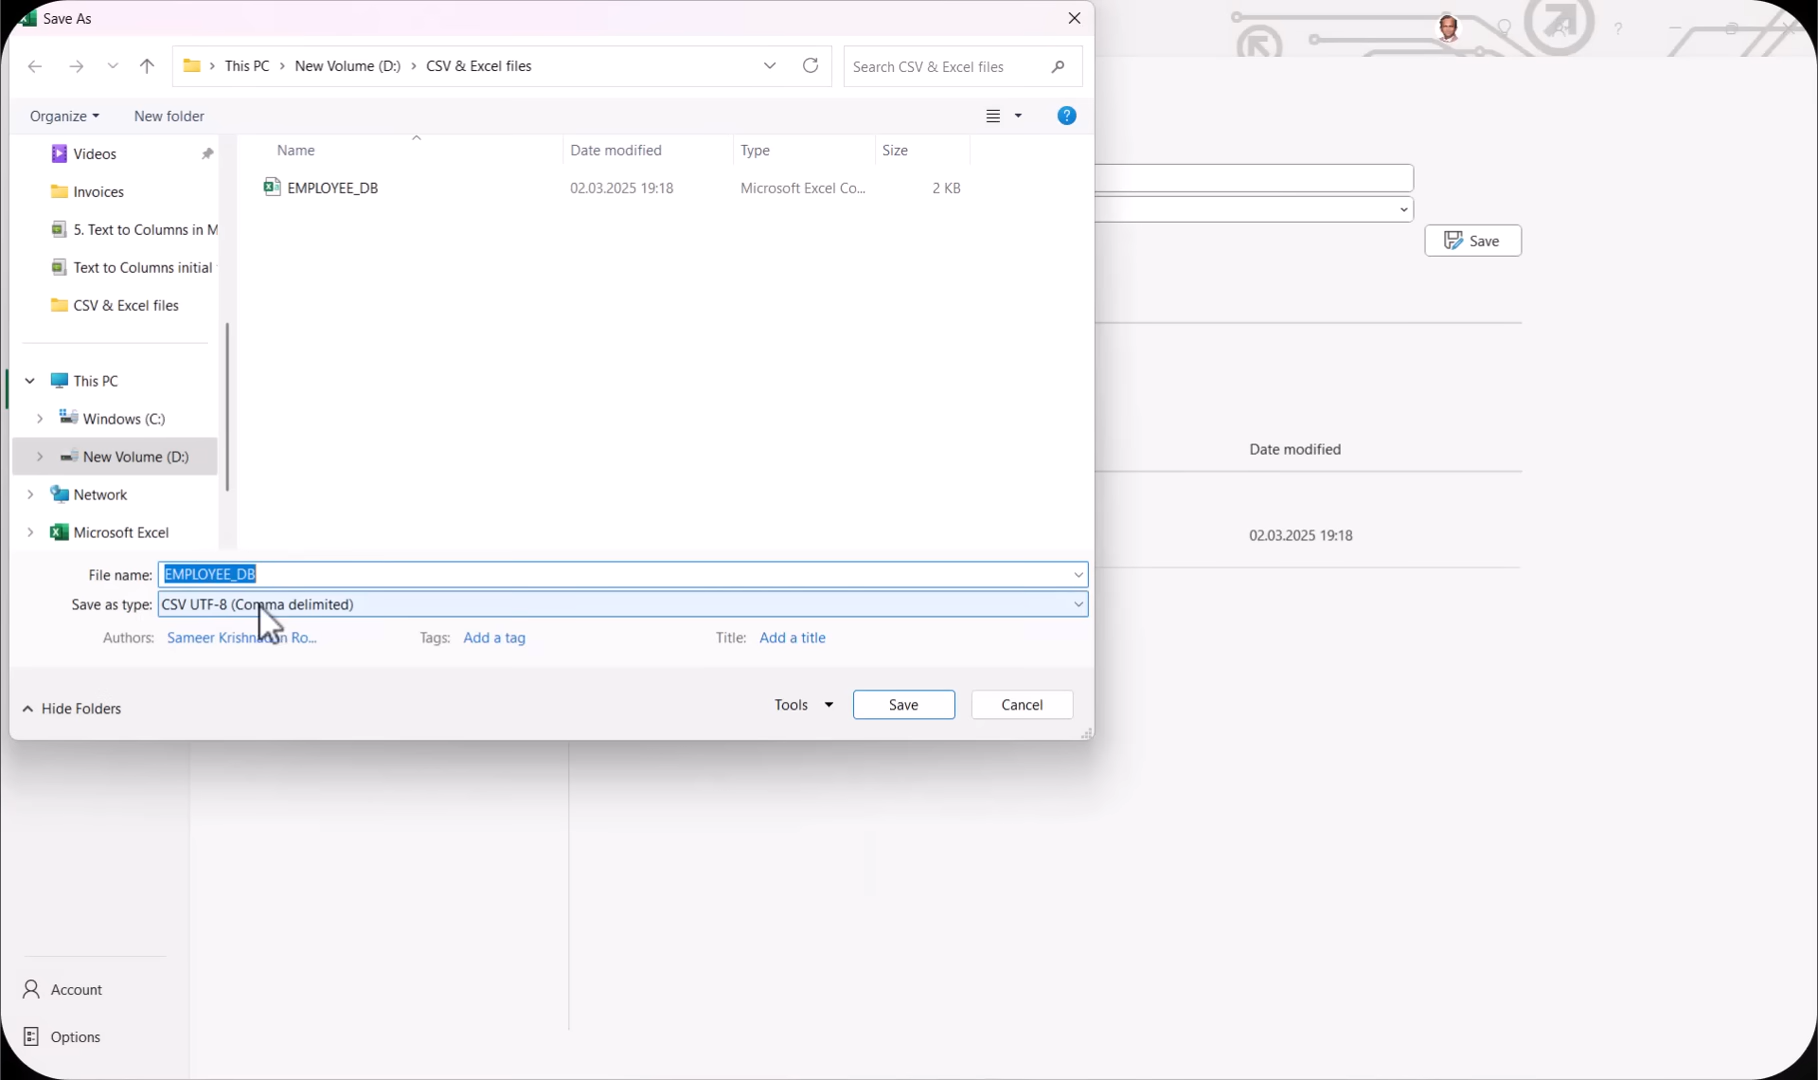 Save As
This PC > New Volume (D:) > CSV & Excel files
Search CSV & Excel files
Organize
New folder
?
?
Name
Date modified
Type
Size
EMPLOYEE_DB
02.03.2025 19:18
Microsoft Excel Co...
2 KB
Videos
Invoices
5. Text to Columns in M
Text to Columns initial
CSV & Excel files
This PC
Windows (C:)
New Volume (D:)
Network
Microsoft Excel
Save
Date modified
02.03.2025 19:18
File name: EMPLOYEE_DB
Save as type: CSV UTF-8 (Comma delimited)
Authors: Sameer Ro...
Tags: Add a tag
Title: Add a title
Hide Folders
Tools
Save
Cancel
Account
Options